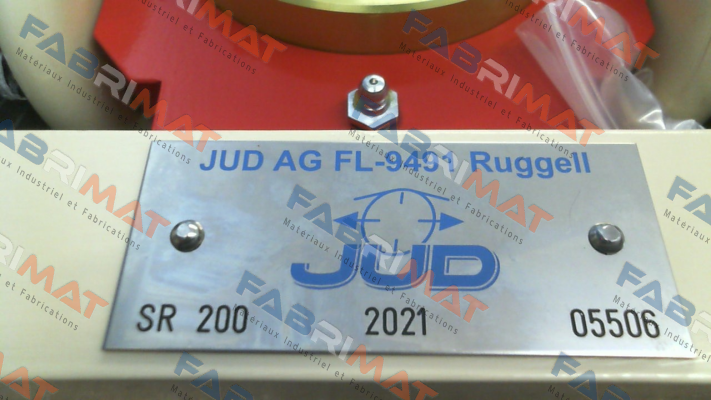 JUD AG FL-9491 Ruggell
JUD
SR 200 2021 05506
FABRIMAT
Matériaux Industriel et Fabrications